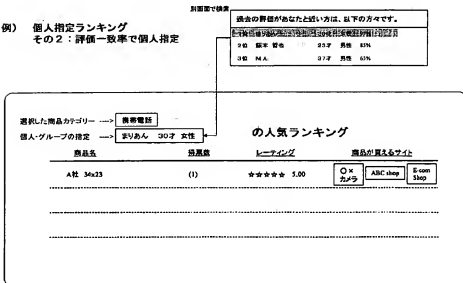 別画面で検索
例) 個人指定ランキング
その2：評価一致率で個人指定
過去の評価があなたと近い方は、以下の方々です。
2位 阪本 哲也 25才 男性 85%
3位 M.A. 37才 男性 65%
選択した商品カテゴリー ---> 携帯電話
個人・グループの指定 ---> まりあん 30才 女性 の人気ランキング
商品名 得票数 レーティング 商品が買えるサイト
A社 34x23 (1) ☆☆☆☆☆ 5.00 〇×カメラ ABC shop E-com Shop